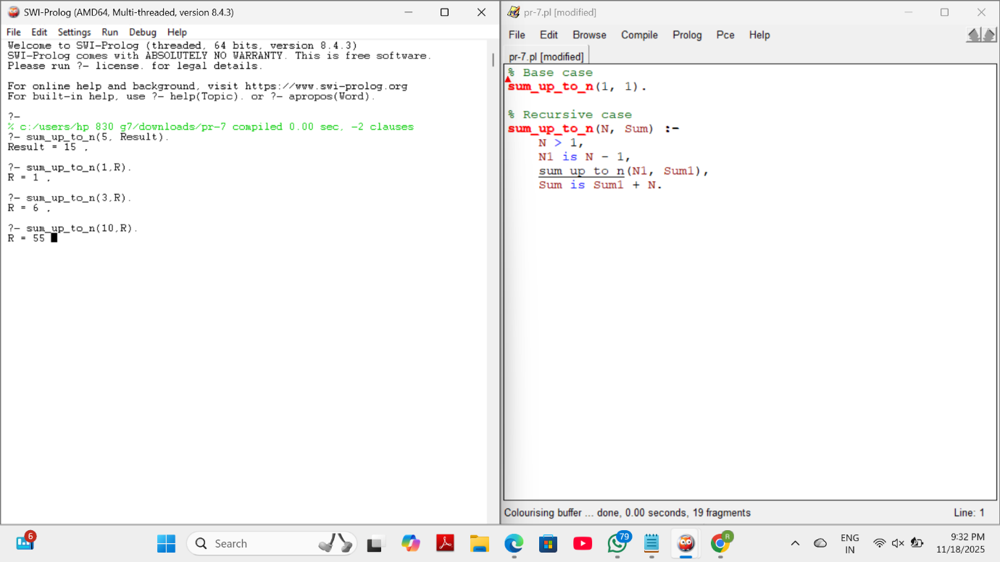 SWI-Prolog (AMD64, Multi-threaded, version 8.4.3)
File Edit Settings Run Debug Help
Welcome to SWI-Prolog (threaded, 64 bits, version 8.4.3)
SWI-Prolog comes with ABSOLUTELY NO WARRANTY. This is free software.
Please run ?- license. for legal details.
For online help and background, visit https://www.swi-prolog.org
For built-in help, use ?- help(Topic). or ?- apropos(Word).
?-
% c:/users/hp 830 g7/downloads/pr-7 compiled 0.00 sec, -2 clauses
?- sum_up_to_n(5, Result).
Result = 15 .
?- sum_up_to_n(1,R).
R = 1 .
?- sum_up_to_n(3,R).
R = 6 .
?- sum_up_to_n(10,R).
R = 55
pr-7.pl [modified]
File Edit Browse Compile Prolog Pce Help
pr-7.pl [modified]
% Base case
sum_up_to_n(1, 1).
% Recursive case
sum_up_to_n(N, Sum) :-
N > 1,
N1 is N - 1,
sum_up_to_n(N1, Sum1),
Sum is Sum1 + N.
Colourising buffer ... done, 0.00 seconds, 19 fragments
Line: 1
6
Search
79
R
ENG
IN
9:32 PM
11/18/2025